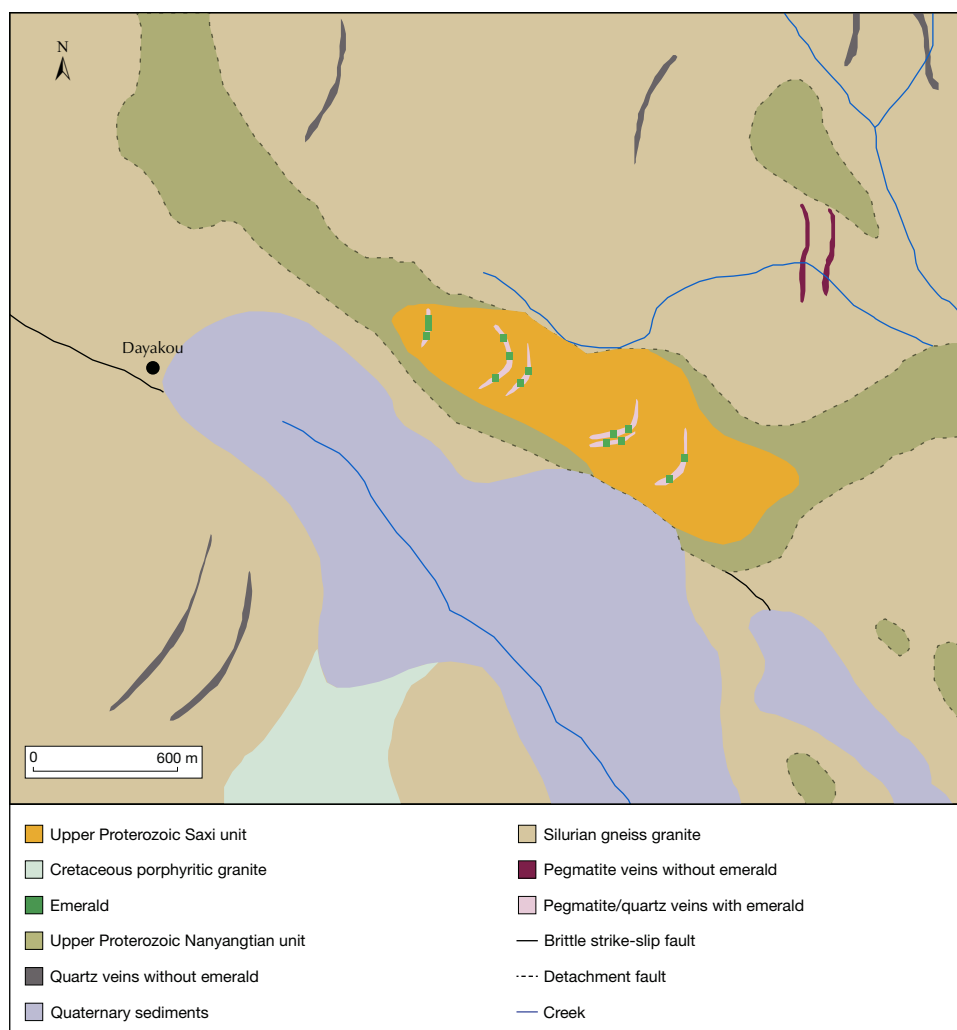 N
Dayakou
0 600 m
Upper Proterozoic Saxi unit
Cretaceous porphyritic granite
Emerald
Upper Proterozoic Nanyangtian unit
Quartz veins without emerald
Quaternary sediments
Silurian gneiss granite
Pegmatite veins without emerald
Pegmatite/quartz veins with emerald
Brittle strike-slip fault
Detachment fault
Creek